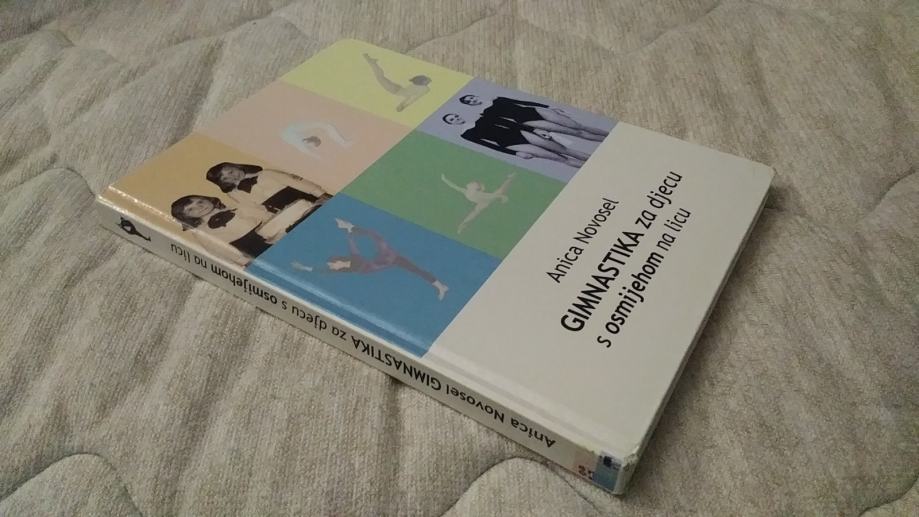 Anica Novosel
GIMNASTIKA za djecu
s osmijehom na licu
Anica Novosel GIMNASTIKA za djecu s osmijehom na licu